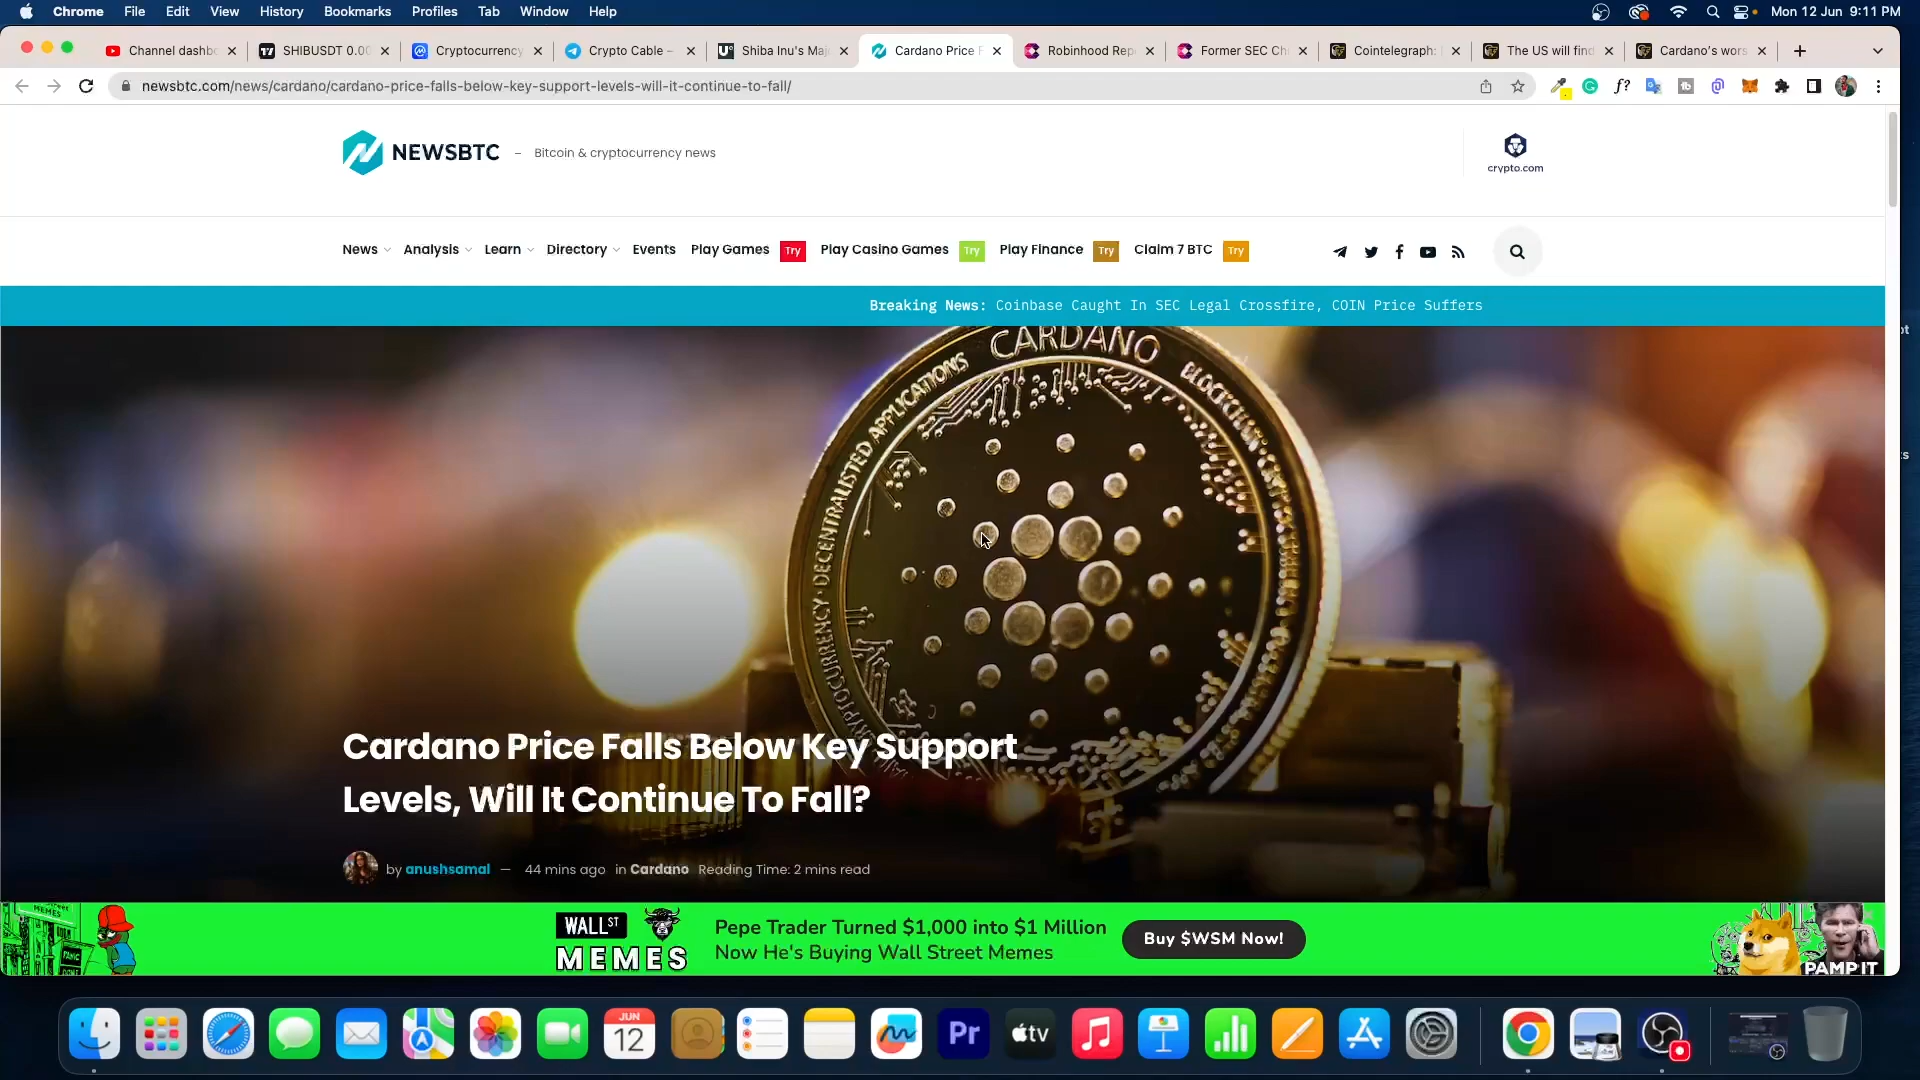 Chrome File Edit View History Bookmarks Profiles Tab Window Help Mon 12 Jun 9:11 PM
Channel dashb SHIBUSDT 0.00 Cryptocurrency Crypto Cable – Shiba Inu's Maj Cardano Price F Robinhood Rep Former SEC Ch Cointelegraph: The US will find Cardano's wors
newsbtc.com/news/cardano/cardano-price-falls-below-key-support-levels-will-it-continue-to-fall/
NEWSBTC – Bitcoin & cryptocurrency news
crypto.com
News Analysis Learn Directory Events Play Games Try Play Casino Games Try Play Finance Try Claim 7 BTC Try
Breaking News: Coinbase Caught In SEC Legal Crossfire, COIN Price Suffers
CARDANO
DECENTRALISED APPLICATIONS
BLOCKCHAIN
CRYPTOCURRENCY
Cardano Price Falls Below Key Support
Levels, Will It Continue To Fall?
by anushsamal — 44 mins ago in Cardano Reading Time: 2 mins read
WALL ST
MEMES
Pepe Trader Turned $1,000 into $1 Million
Now He's Buying Wall Street Memes
Buy $WSM Now!
PAMP IT
JUN
12
Pr
tv